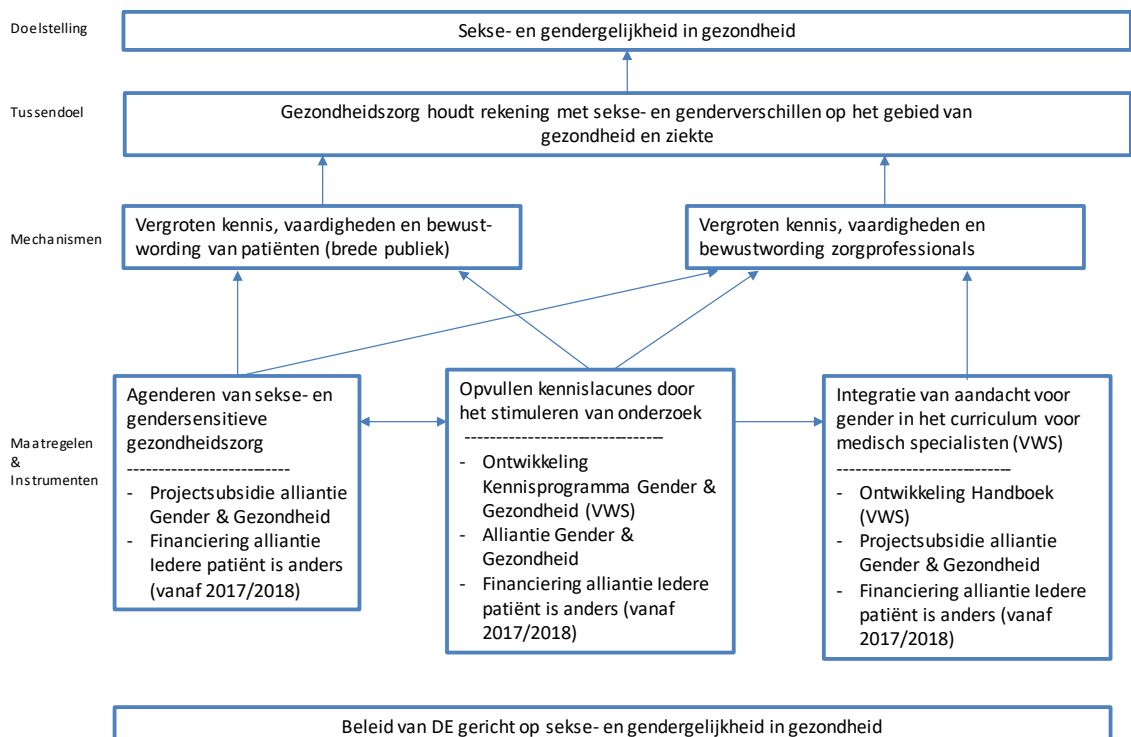 Doelstelling
Sekse- en gendergelijkheid in gezondheid
Tussendoel
Gezondheidszorg houdt rekening met sekse- en genderverschillen op het gebied van
gezondheid en ziekte
Mechanismen
Vergroten kennis, vaardigheden en bewust-
wording van patiënten (brede publiek)
Vergroten kennis, vaardigheden en
bewustwording zorgprofessionals
Maatregelen
&
Instrumenten
Agenderen van sekse- en
gendersensitieve
gezondheidszorg
--------------------------
- Projectsubsidie alliantie
Gender & Gezondheid
- Financiering alliantie
Iedere patiënt is anders
(vanaf 2017/2018)
Opvullen kennislacunes door
het stimuleren van onderzoek
-------------------------------
- Ontwikkeling
Kennisprogramma Gender &
Gezondheid (VWS)
- Alliantie Gender &
Gezondheid
- Financiering alliantie Iedere
patiënt is anders (vanaf
2017/2018)
Integratie van aandacht voor
gender in het curriculum voor
medisch specialisten (VWS)
---------------------------
- Ontwikkeling Handboek
(VWS)
- Projectsubsidie alliantie
Gender & Gezondheid
- Financiering alliantie Iedere
patiënt is anders (vanaf
2017/2018)
Beleid van DE gericht op sekse- en gendergelijkheid in gezondheid